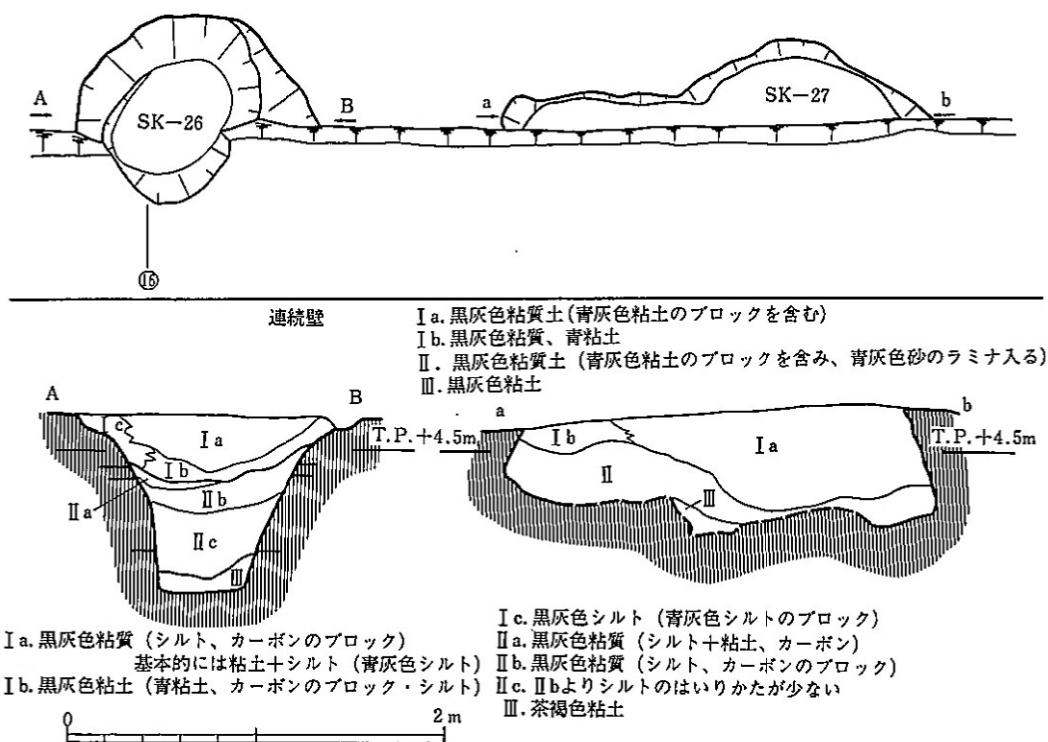 A
SK—26
B
a
SK—27
b
⑯
連続壁
Ⅰa.黒灰色粘質土(青灰色粘土のブロックを含む)
Ⅰb.黒灰色粘質、青粘土
Ⅱ.黒灰色粘質土(青灰色粘土のブロックを含み、青灰色砂のラミナ入る)
Ⅲ.黒灰色粘土
A
B
a
b
T.P.+4.5m
T.P.+4.5m
c
Ⅰa
Ⅰb
Ⅱa
Ⅱb
Ⅱc
Ⅲ
Ⅰb
Ⅰa
Ⅱ
Ⅲ
Ⅰa.黒灰色粘質(シルト、カーボンのブロック)
基本的には粘土+シルト(青灰色シルト)
Ⅰb.黒灰色粘土(青粘土、カーボンのブロック・シルト)
Ⅰc.黒灰色シルト(青灰色シルトのブロック)
Ⅱa.黒灰色粘質(シルト+粘土、カーボン)
Ⅱb.黒灰色粘質(シルト、カーボンのブロック)
Ⅱc.Ⅱbよりシルトのはいりかたが少ない
Ⅲ.茶褐色粘土
0
2m